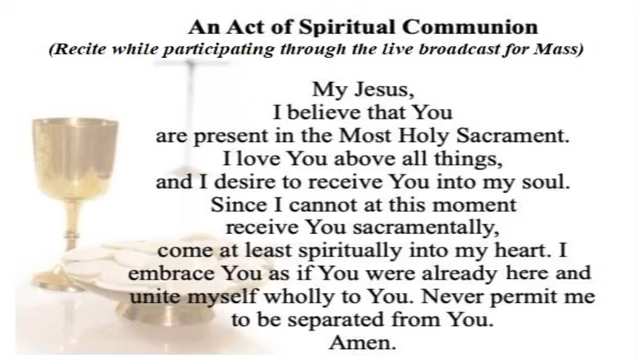 An Act of Spiritual Communion
(Recite while participating through the live broadcast for Mass)
My Jesus,
I believe that You
are present in the Most Holy Sacrament.
I love You above all things,
and I desire to receive You into my soul.
Since I cannot at this moment
receive You sacramentally,
come at least spiritually into my heart. I
embrace You as if You were already here and
unite myself wholly to You. Never permit me
to be separated from You.
Amen.